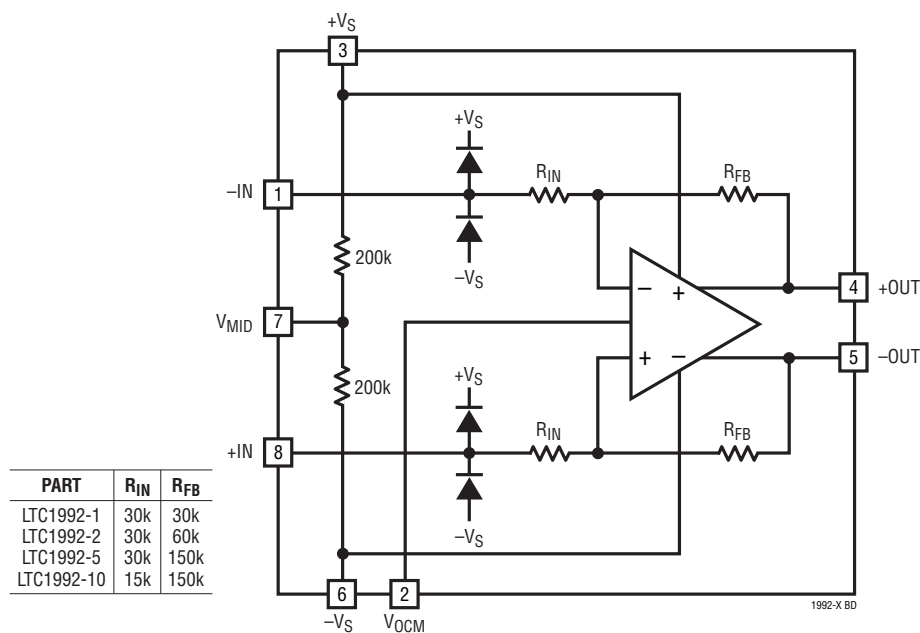 +VS
3
+VS
–IN
1
RIN
RFB
–VS
200k
– +
4
+OUT
VMID
7
+ –
5
–OUT
200k
+VS
+IN
8
RIN
RFB
–VS
PART RIN RFB
LTC1992-1 30k 30k
LTC1992-2 30k 60k
LTC1992-5 30k 150k
LTC1992-10 15k 150k
6
2
–VS
VOCM
1992-X BD